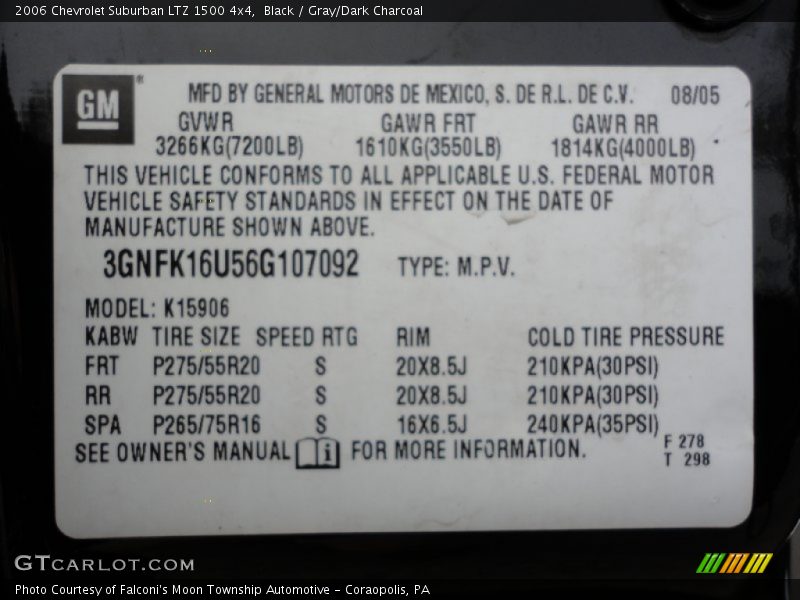 2006 Chevrolet Suburban LTZ 1500 4x4, Black / Gray/Dark Charcoal
GM ® MFD BY GENERAL MOTORS DE MEXICO, S. DE R.L. DE C.V. 08/05
GVWR GAWR FRT GAWR RR
3266KG(7200LB) 1610KG(3550LB) 1814KG(4000LB)
THIS VEHICLE CONFORMS TO ALL APPLICABLE U.S. FEDERAL MOTOR
VEHICLE SAFETY STANDARDS IN EFFECT ON THE DATE OF
MANUFACTURE SHOWN ABOVE.
3GNFK16U56G107092 TYPE: M.P.V.
MODEL: K15906
KABW TIRE SIZE SPEED RTG RIM COLD TIRE PRESSURE
FRT P275/55R20 S 20X8.5J 210KPA(30PSI)
RR P275/55R20 S 20X8.5J 210KPA(30PSI)
SPA P265/75R16 S 16X6.5J 240KPA(35PSI)
SEE OWNER'S MANUAL i FOR MORE INFORMATION.
F 278
T 298
GTCARLOT.COM
Photo Courtesy of Falconi's Moon Township Automotive - Coraopolis, PA